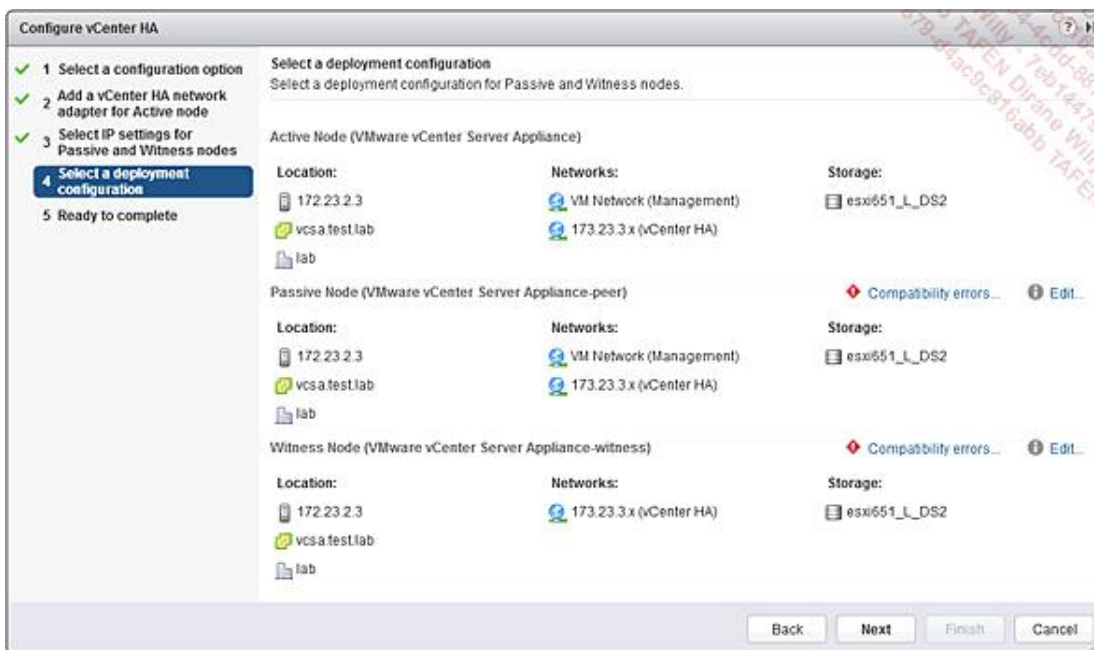 Configure vCenter HA
1 Select a configuration option
2 Add a vCenter HA network
adapter for Active node
3 Select IP settings for
Passive and Witness nodes
4 Select a deployment
configuration
5 Ready to complete
Select a deployment configuration
Select a deployment configuration for Passive and Witness nodes.
Active Node (VMware vCenter Server Appliance)
Location: Networks: Storage:
172.23.2.3 VM Network (Management) esxi651_L_DS2
vcsa.test.lab 173.23.3.x (vCenter HA)
lab
Passive Node (VMware vCenter Server Appliance-peer) Compatibility errors... Edit...
Location: Networks: Storage:
172.23.2.3 VM Network (Management) esxi651_L_DS2
vcsa.test.lab 173.23.3.x (vCenter HA)
lab
Witness Node (VMware vCenter Server Appliance-witness) Compatibility errors... Edit...
Location: Networks: Storage:
172.23.2.3 173.23.3.x (vCenter HA) esxi651_L_DS2
vcsa.test.lab
lab
Back Next Finish Cancel